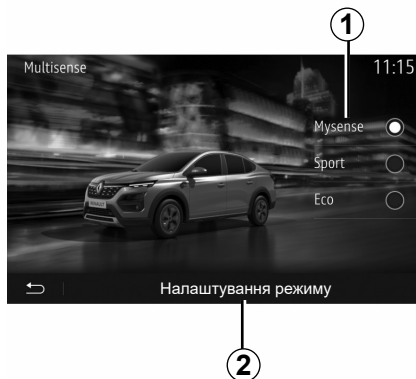 1
Multisense
11:15
Mysense
Sport
Eco
Налаштування режиму
2